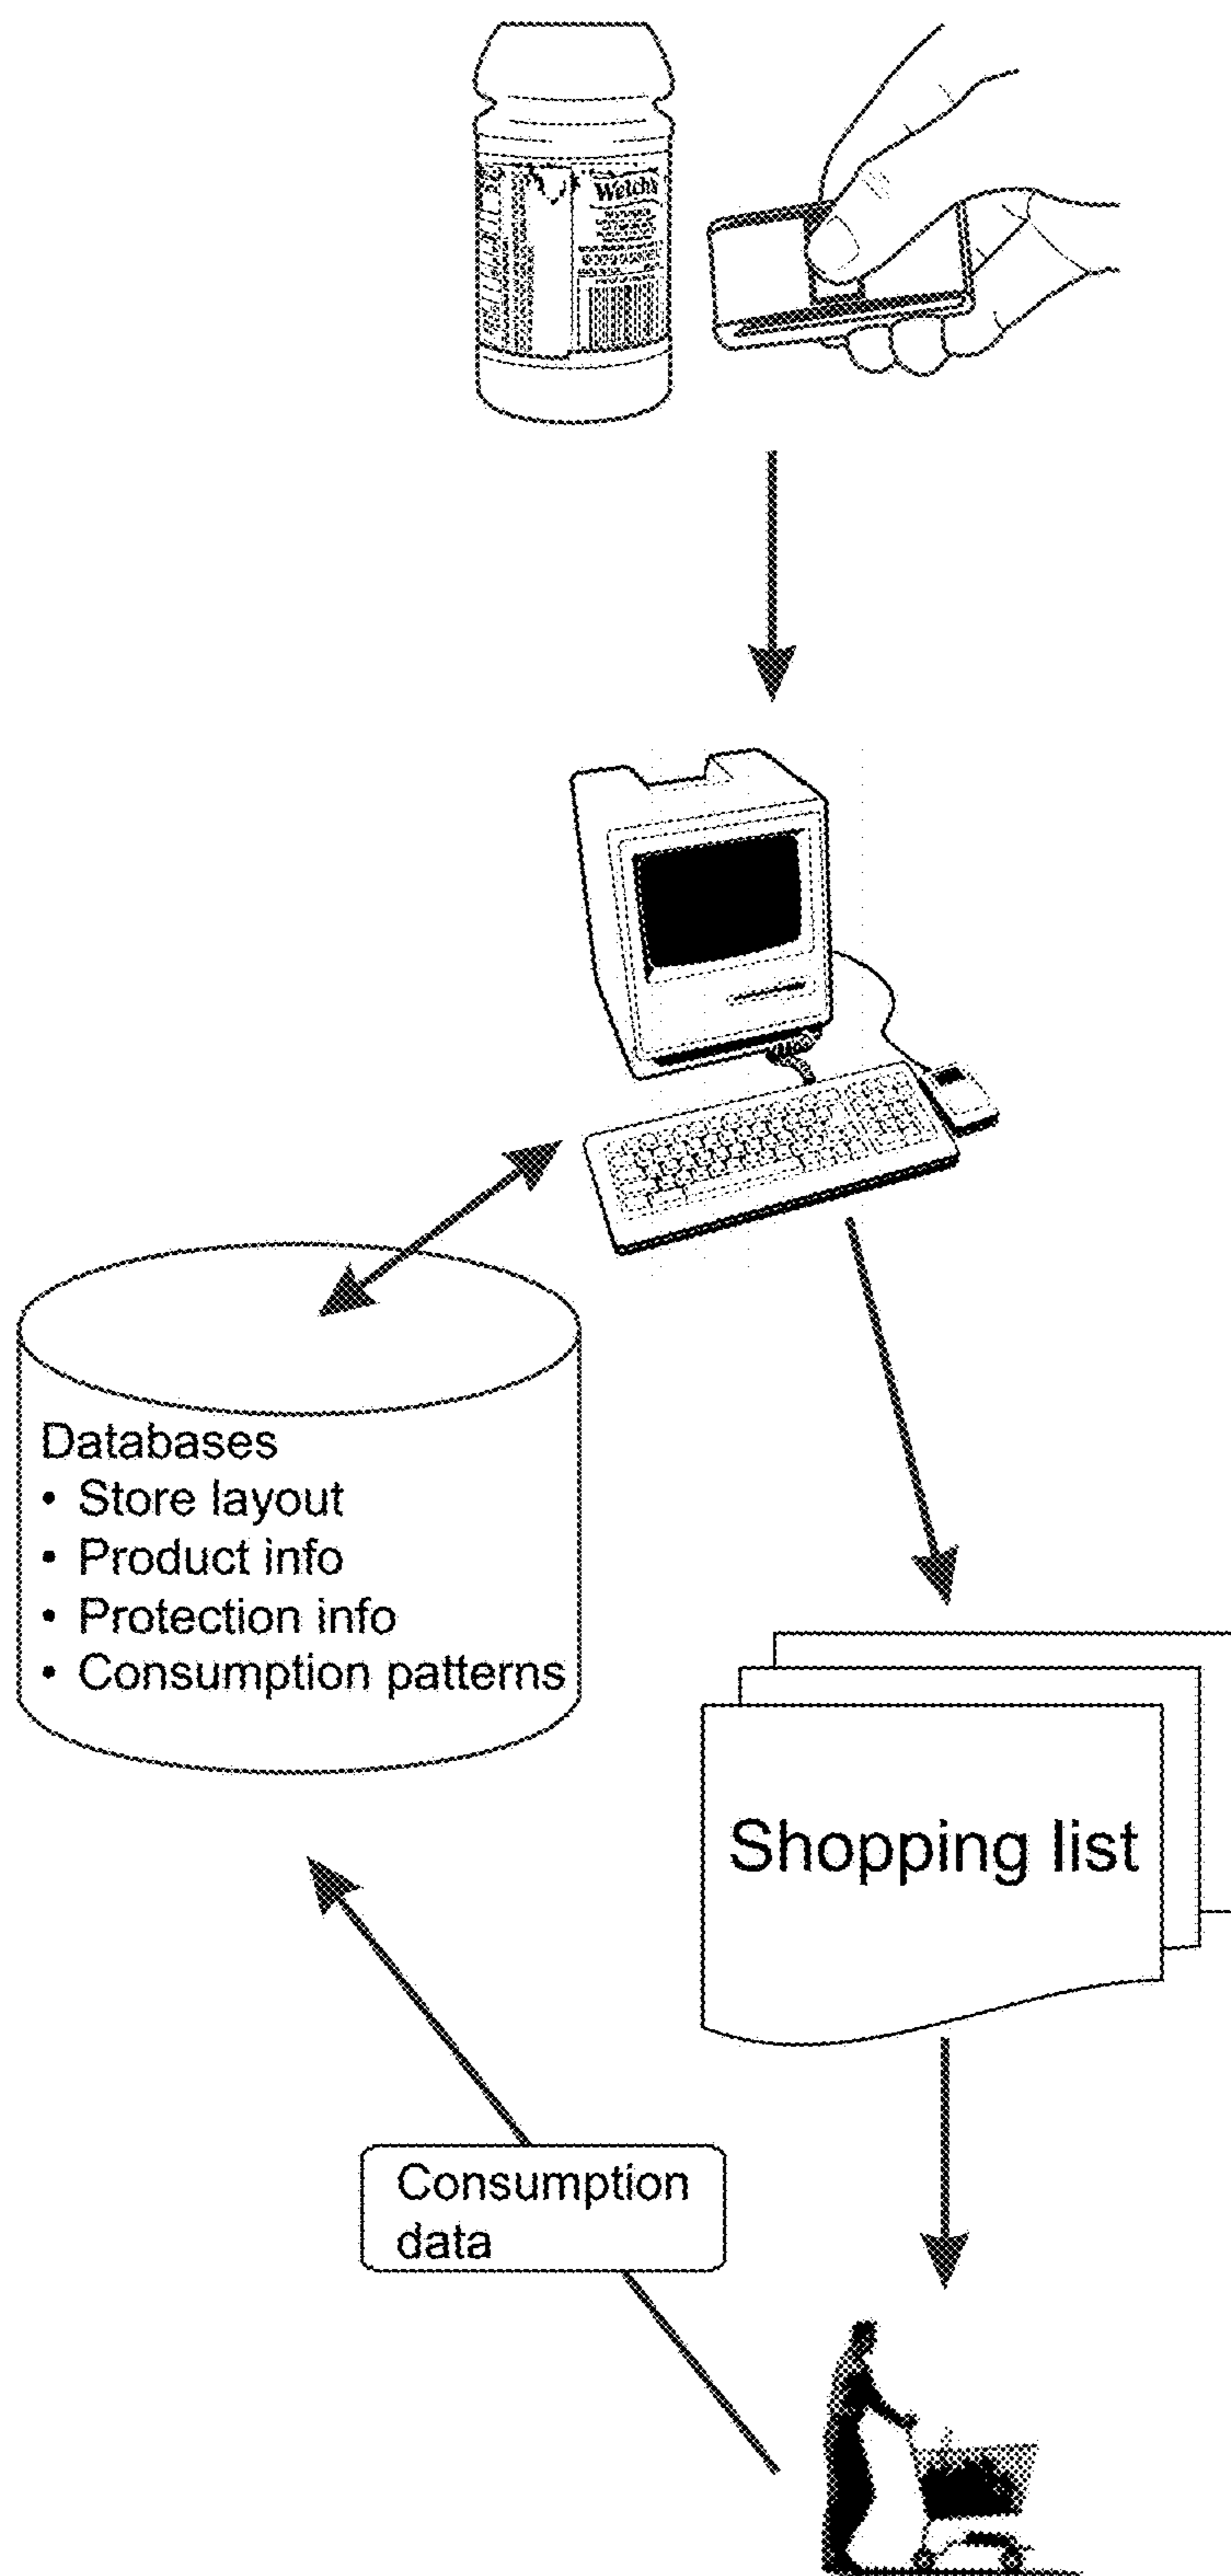 Welch's
Databases
• Store layout
• Product info
• Protection info
• Consumption patterns
Shopping list
Consumption
data